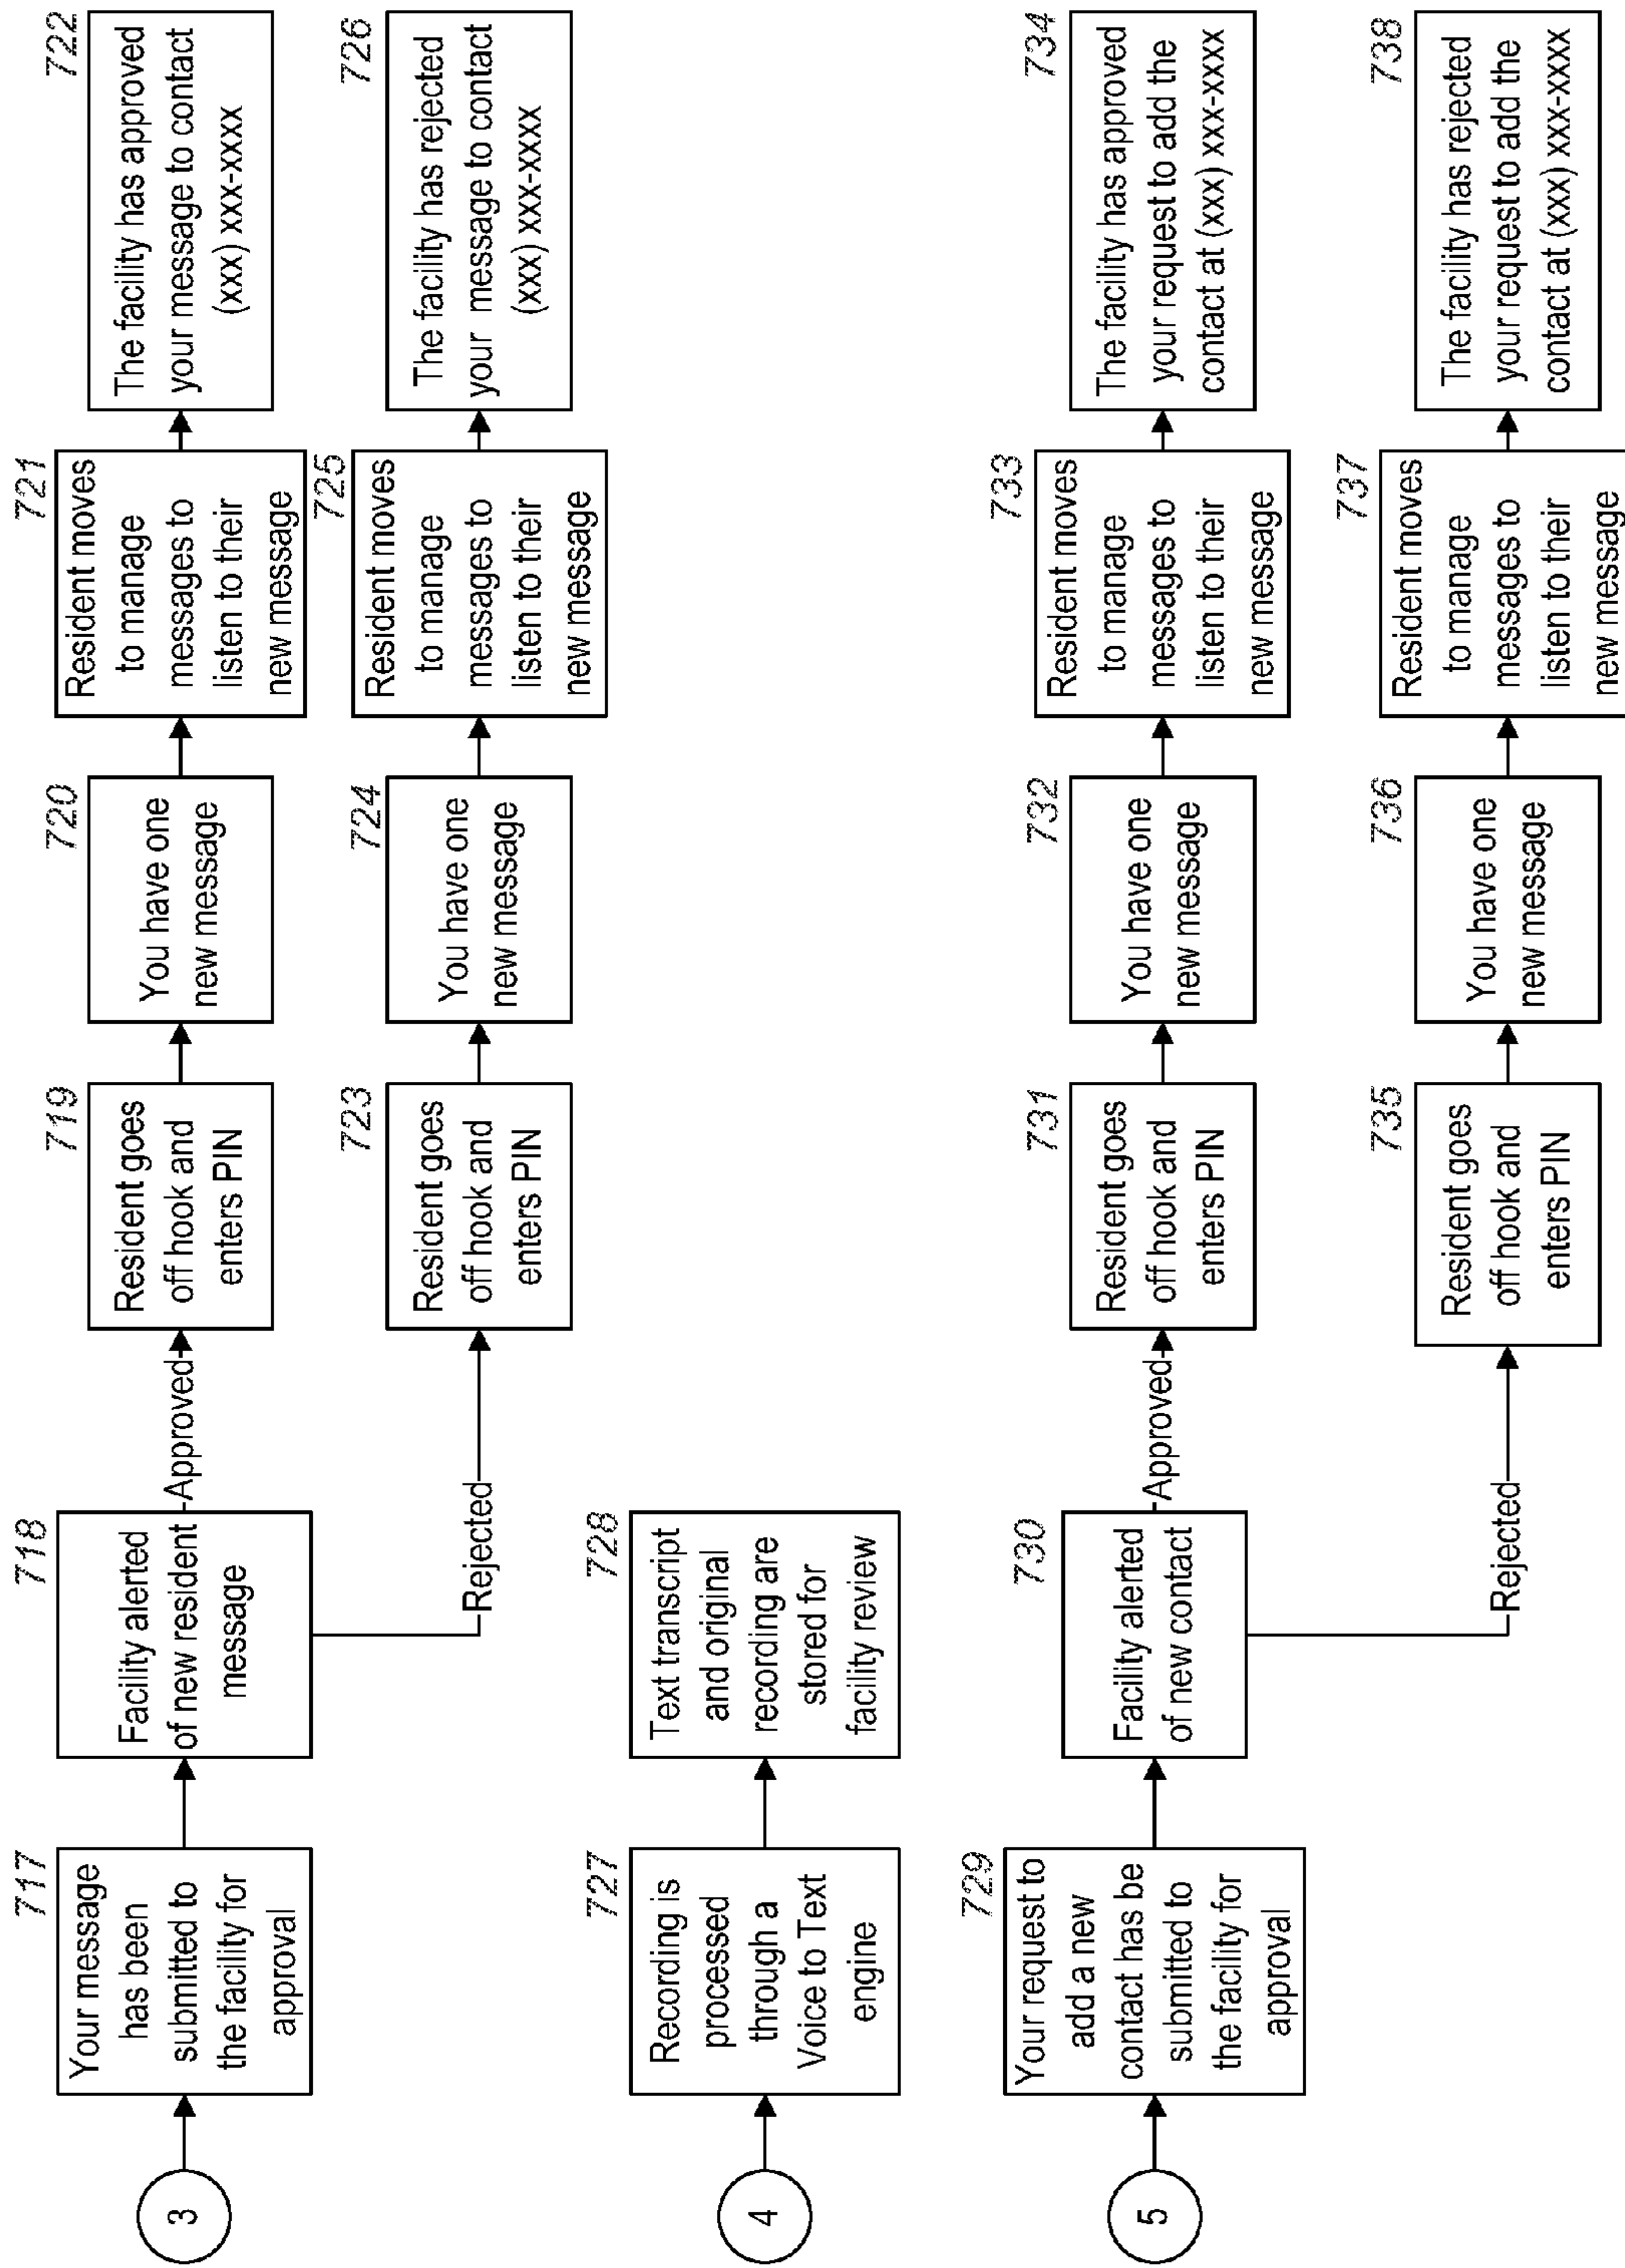 3
717
Your message
has been
submitted to
the facility for
approval
718
Facility alerted
of new resident
message
Approved
719
Resident goes
off hook and
enters PIN
720
You have one
new message
721
Resident moves
to manage
messages to
listen to their
new message
722
The facility has approved
your message to contact
(xxx) xxx-xxxx
Rejected
723
Resident goes
off hook and
enters PIN
724
You have one
new message
725
Resident moves
to manage
messages to
listen to their
new message
726
The facility has rejected
your message to contact
(xxx) xxx-xxxx
4
727
Recording is
processed
through a
Voice to Text
engine
728
Text transcript
and original
recording are
stored for
facility review
5
729
Your request to
add a new
contact has be
submitted to
the facility for
approval
730
Facility alerted
of new contact
Approved
731
Resident goes
off hook and
enters PIN
732
You have one
new message
733
Resident moves
to manage
messages to
listen to their
new message
734
The facility has approved
your request to add the
contact at (xxx) xxx-xxxx
Rejected
735
Resident goes
off hook and
enters PIN
736
You have one
new message
737
Resident moves
to manage
messages to
listen to their
new message
738
The facility has rejected
your request to add the
contact at (xxx) xxx-xxxx